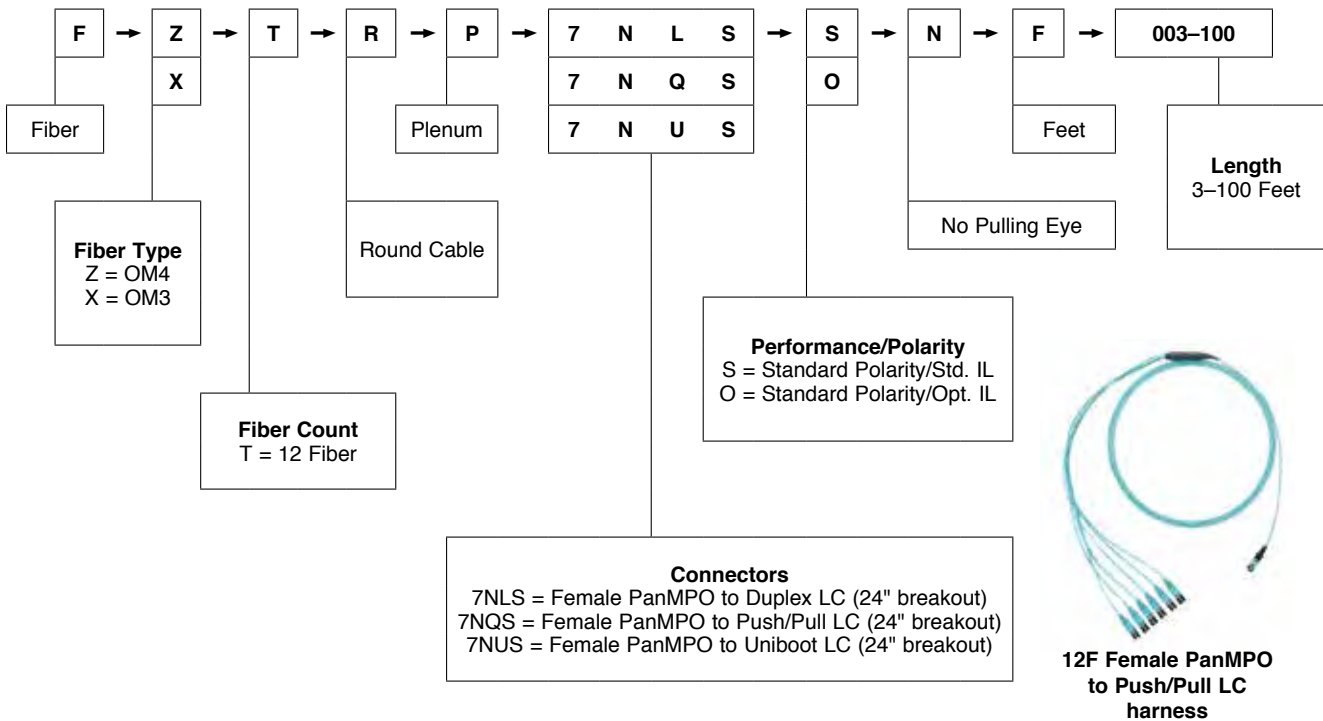 F → Z → T → R → P → 7 N L S → S → N → F → 003–100
X 7 N Q S O
7 N U S
Fiber
Plenum
Feet
Length
3–100 Feet
Fiber Type
Z = OM4
X = OM3
Round Cable
No Pulling Eye
Performance/Polarity
S = Standard Polarity/Std. IL
O = Standard Polarity/Opt. IL
Fiber Count
T = 12 Fiber
Connectors
7NLS = Female PanMPO to Duplex LC (24" breakout)
7NQS = Female PanMPO to Push/Pull LC (24" breakout)
7NUS = Female PanMPO to Uniboot LC (24" breakout)
12F Female PanMPO
to Push/Pull LC
harness